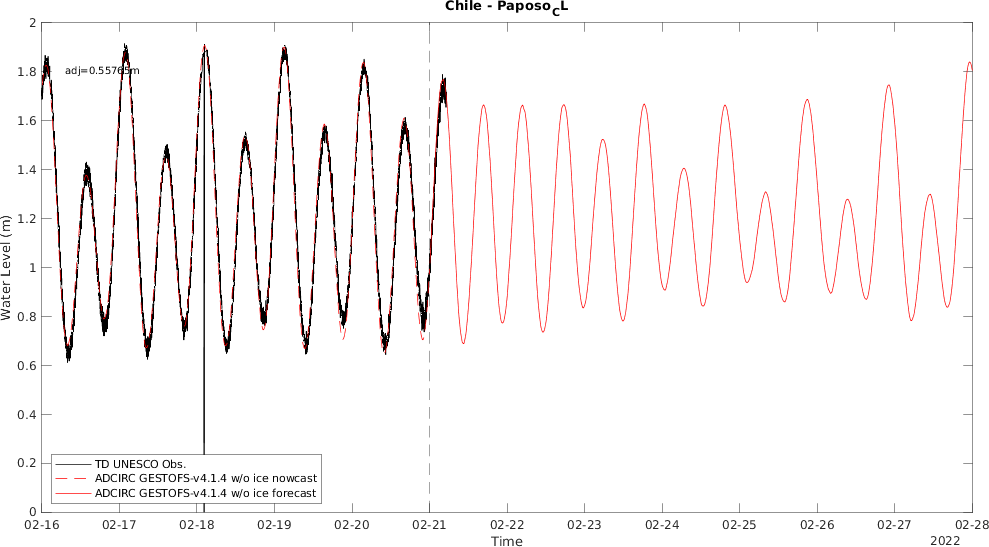 Chile - Paposo_CL
2
1.8
1.6
1.4
1.2
1
0.8
0.6
0.4
0.2
0
Water Level (m)
adj=0.55765m
TD UNESCO Obs.
ADCIRC GESTOFS-v4.1.4 w/o ice nowcast
ADCIRC GESTOFS-v4.1.4 w/o ice forecast
02-16 02-17 02-18 02-19 02-20 02-21 02-22 02-23 02-24 02-25 02-26 02-27 02-28
Time
2022